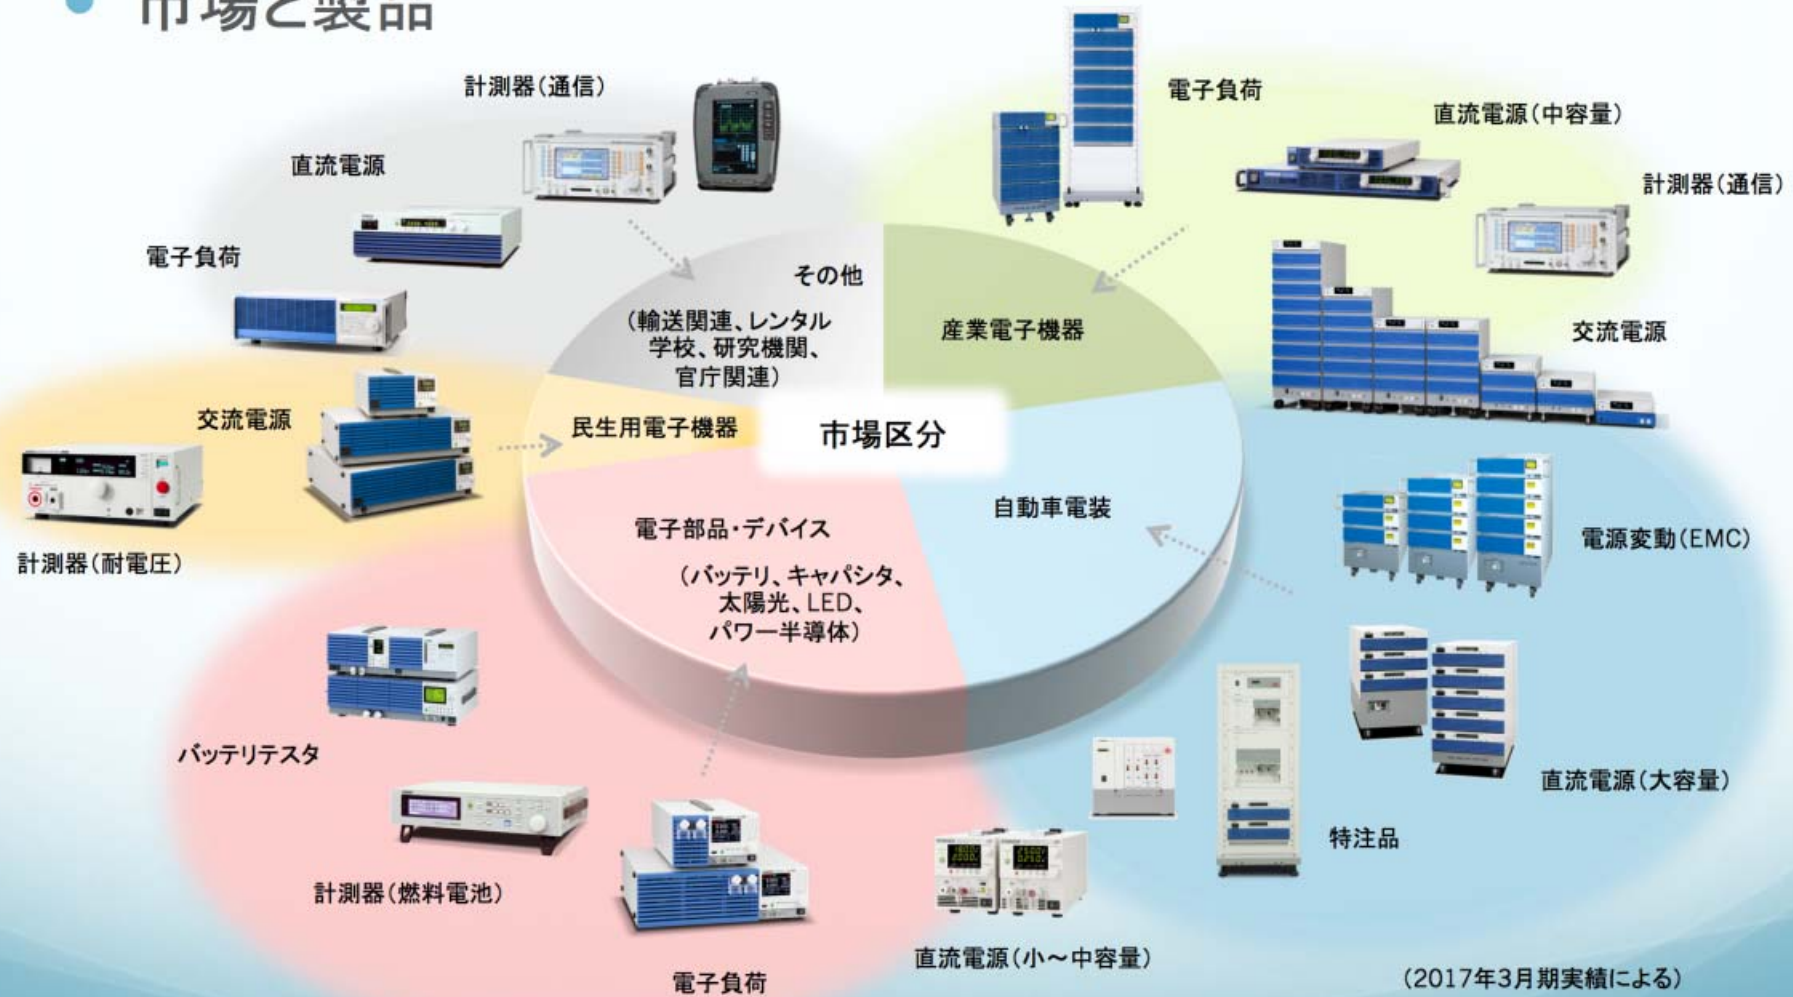 市場と製品
計測器(通信)
直流電源
電子負荷
電子負荷
直流電源(中容量)
計測器(通信)
交流電源
その他
(輸送関連、レンタル
学校、研究機関、
官庁関連)
産業電子機器
交流電源
計測器(耐電圧)
民生用電子機器
市場区分
自動車電装
電子部品・デバイス
(バッテリ、キャパシタ、
太陽光、LED、
パワー半導体)
電源変動(EMC)
直流電源(大容量)
特注品
直流電源(小～中容量)
バッテリテスタ
計測器(燃料電池)
電子負荷
(2017年3月期実績による)